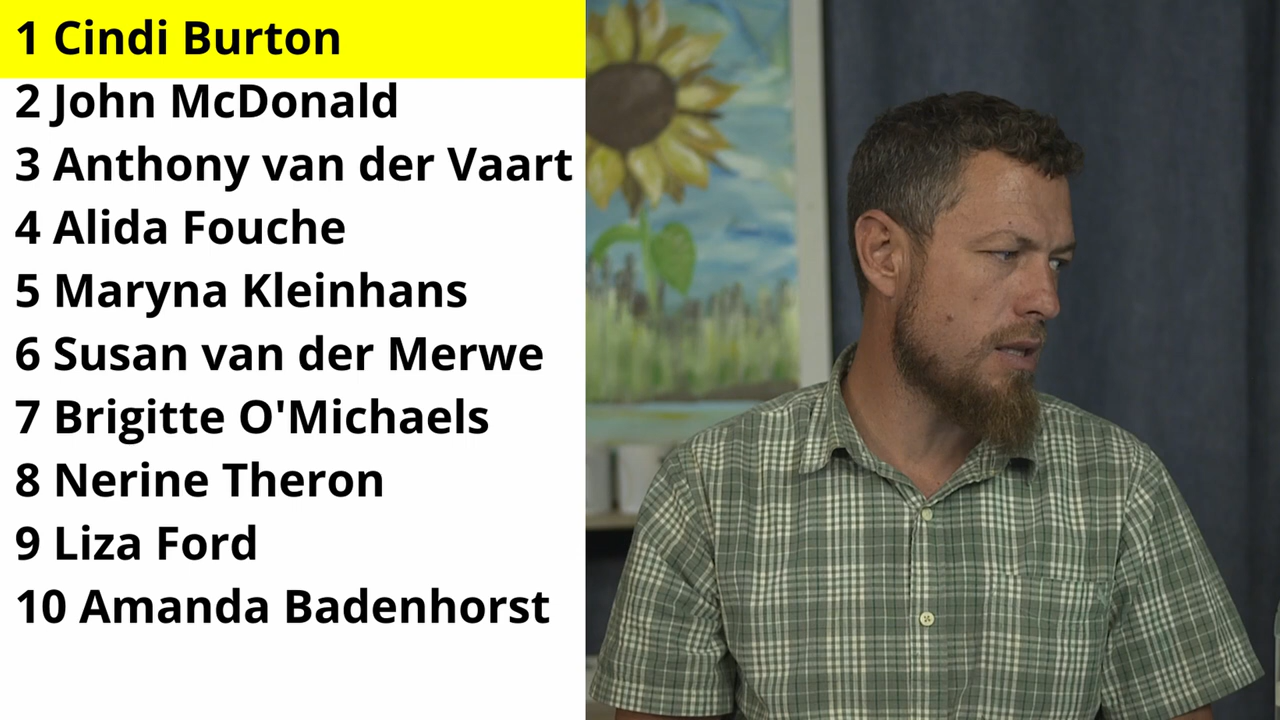 1 Cindi Burton
2 John McDonald
3 Anthony van der Vaart
4 Alida Fouche
5 Maryna Kleinhans
6 Susan van der Merwe
7 Brigitte O'Michaels
8 Nerine Theron
9 Liza Ford
10 Amanda Badenhorst